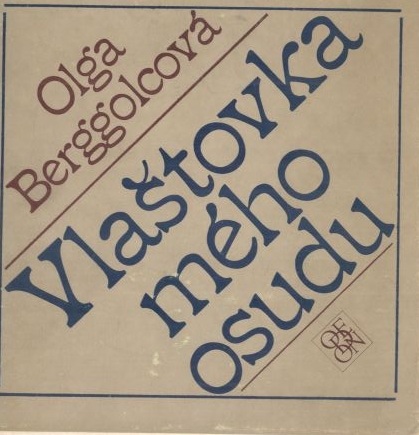 Olga
Berggolcová
Vlaštovka
mého
osudu
ODEON